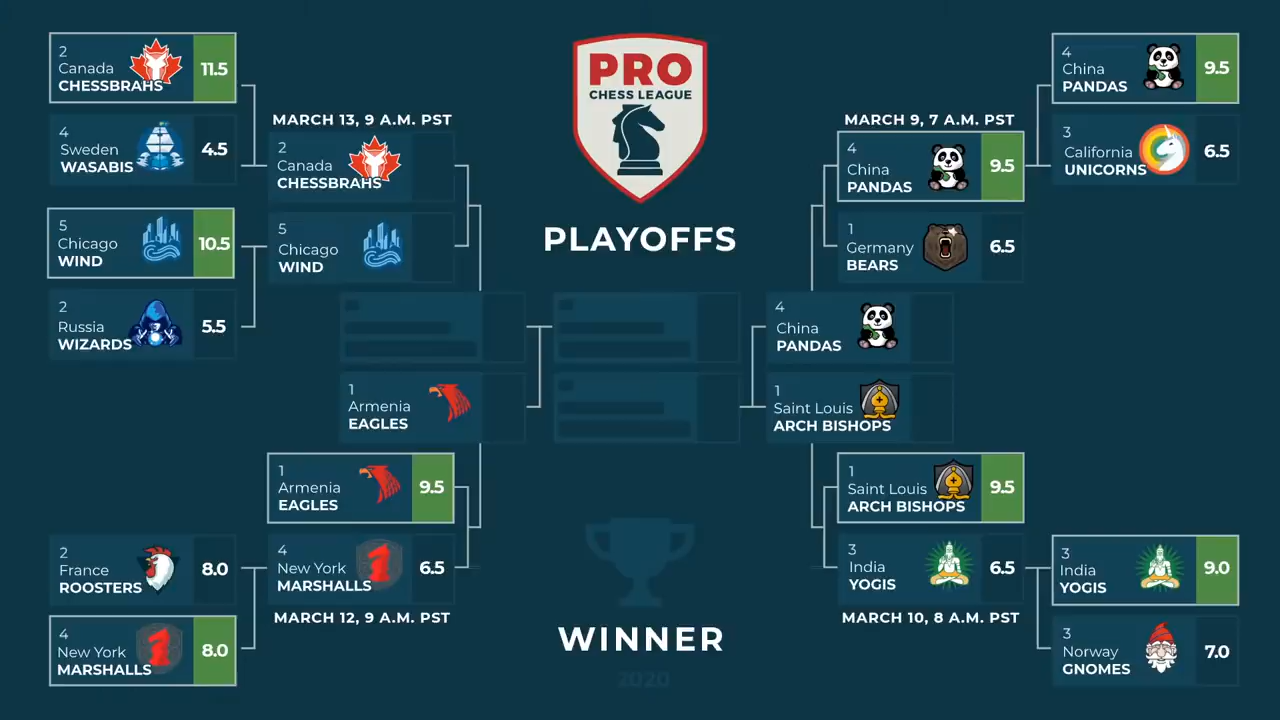 2
Canada
CHESSBRAHS
11.5
4
Sweden
WASABIS
4.5
5
Chicago
WIND
10.5
2
Russia
WIZARDS
5.5
MARCH 13, 9 A.M. PST
2
Canada
CHESSBRAHS
5
Chicago
WIND
1
Armenia
EAGLES
1
Armenia
EAGLES
9.5
4
New York
MARSHALLS
6.5
MARCH 12, 9 A.M. PST
2
France
ROOSTERS
8.0
4
New York
MARSHALLS
8.0
PRO
CHESS LEAGUE
PLAYOFFS
WINNER
2020
MARCH 9, 7 A.M. PST
4
China
PANDAS
9.5
1
Germany
BEARS
6.5
4
China
PANDAS
1
Saint Louis
ARCH BISHOPS
1
Saint Louis
ARCH BISHOPS
9.5
3
India
YOGIS
6.5
MARCH 10, 8 A.M. PST
4
China
PANDAS
9.5
3
California
UNICORNS
6.5
3
India
YOGIS
9.0
3
Norway
GNOMES
7.0